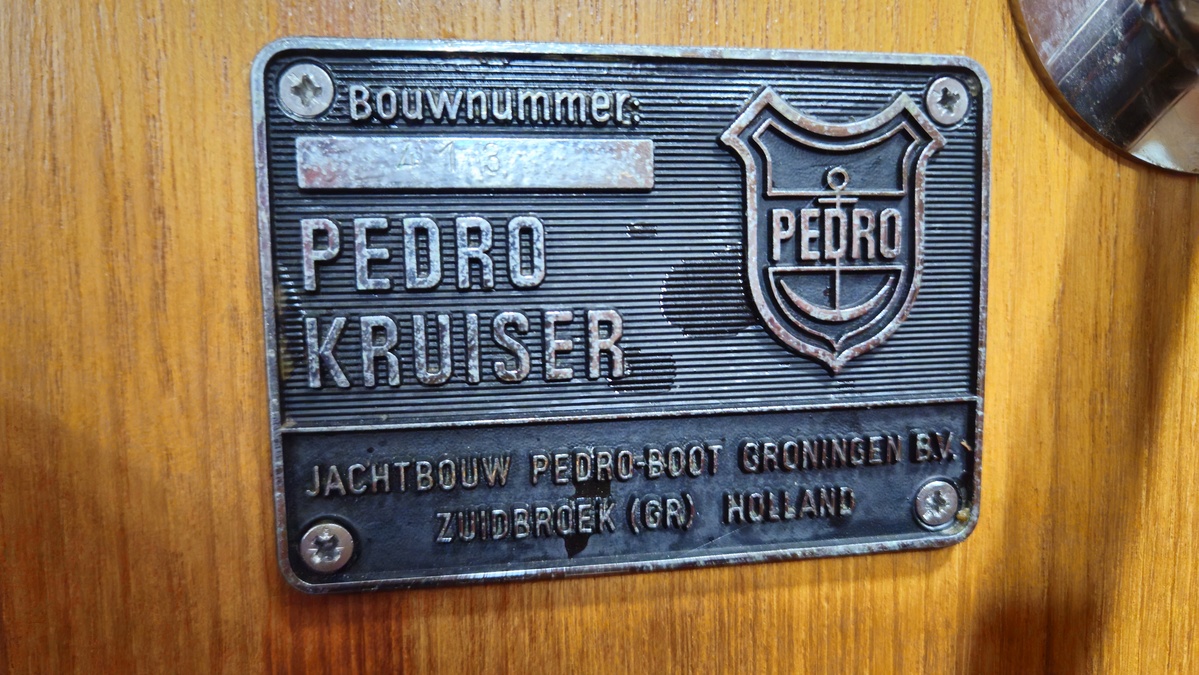 Bouwnummer:
PEDRO
KRUISER
PEDRO
JACHTBOUW PEDRO-BOOT GRONINGEN B.V.
ZUIDBROEK (GR) HOLLAND